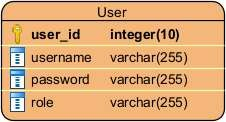 User
user_id integer(10)
username varchar(255)
password varchar(255)
role varchar(255)